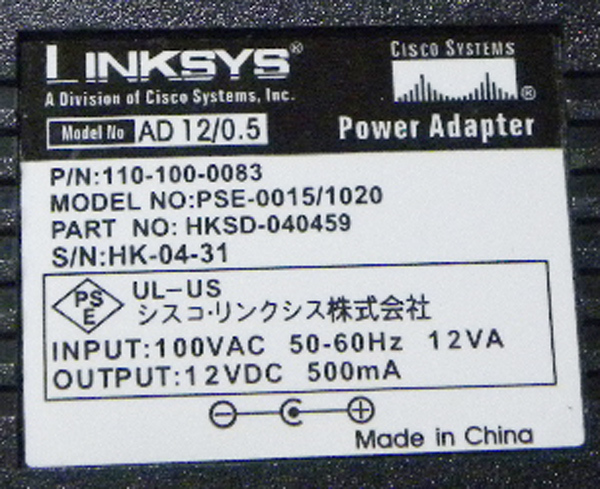 LINKSYS®
A Division of Cisco Systems, Inc.
CISCO SYSTEMS
®
Model No AD 12/0.5
Power Adapter
P/N:110-100-0083
MODEL NO:PSE-0015/1020
PART NO: HKSD-040459
S/N:HK-04-31
PS
E
UL-US
シスコ・リンクシス株式会社
INPUT:100VAC 50-60Hz 12VA
OUTPUT:12VDC 500mA
Made in China